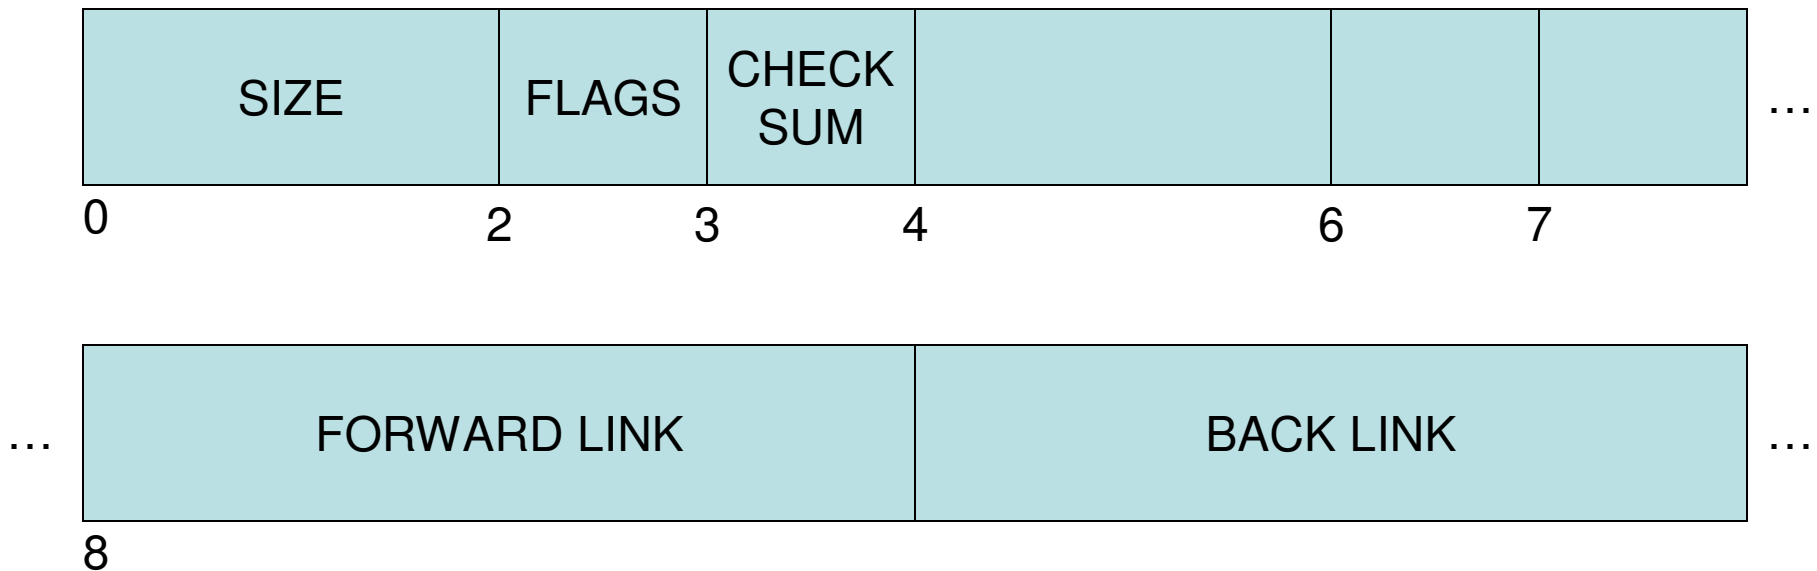 SIZE
FLAGS
CHECK
SUM
…
0
2
3
4
6
7
…
FORWARD LINK
BACK LINK
…
8